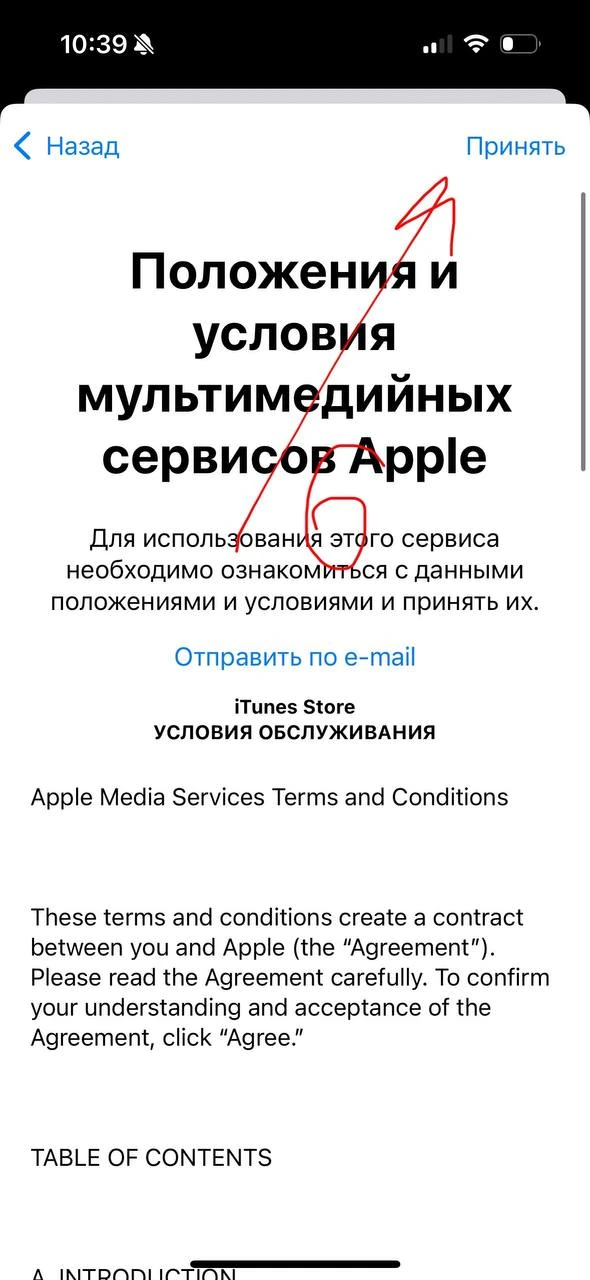 10:39
Назад
Принять
Положения и
условия
мультимедийных
сервисов Apple
6
Для использования этого сервиса
необходимо ознакомиться с данными
положениями и условиями и принять их.
Отправить по e-mail
iTunes Store
УСЛОВИЯ ОБСЛУЖИВАНИЯ
Apple Media Services Terms and Conditions
These terms and conditions create a contract
between you and Apple (the “Agreement”).
Please read the Agreement carefully. To confirm
your understanding and acceptance of the
Agreement, click “Agree.”
TABLE OF CONTENTS
A. INTRODUCTION